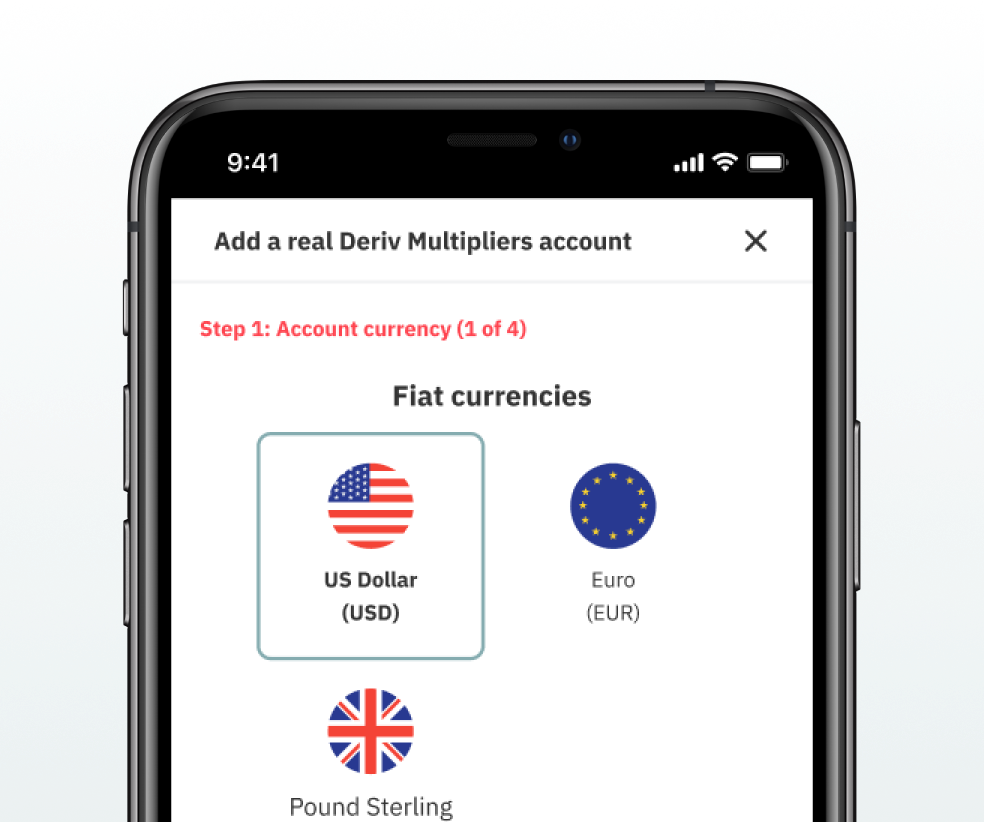 9:41
Add a real Deriv Multipliers account
Step 1: Account currency (1 of 4)
Fiat currencies
US Dollar
(USD)
Euro
(EUR)
Pound Sterling